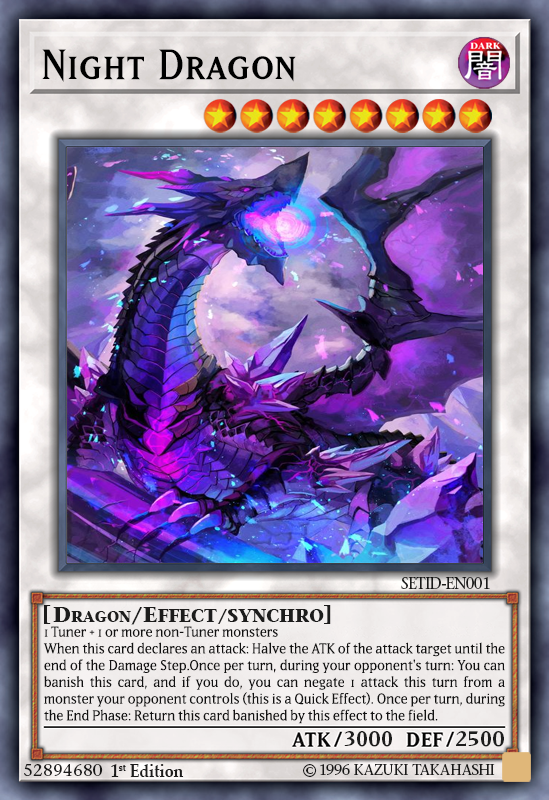 Night Dragon
DARK
闇
SETID-EN001
[Dragon/Effect/synchro]
1 Tuner + 1 or more non-Tuner monsters
When this card declares an attack: Halve the ATK of the attack target until the
end of the Damage Step.Once per turn, during your opponent's turn: You can
banish this card, and if you do, you can negate 1 attack this turn from a
monster your opponent controls (this is a Quick Effect). Once per turn, during
the End Phase: Return this card banished by this effect to the field.
ATK/3000 DEF/2500
52894680 1st Edition © 1996 KAZUKI TAKAHASHI